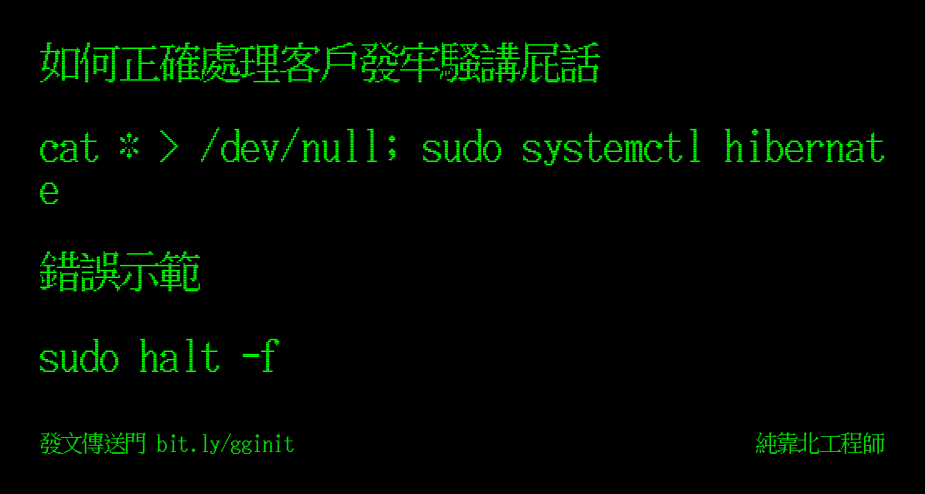 如何正確處理客戶發牢騷講屁話
cat * > /dev/null; sudo systemctl hibernat
e
錯誤示範
sudo halt -f
發文傳送門 bit.ly/gginit
純靠北工程師